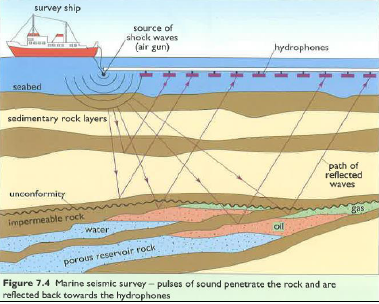 survey ship
source of
shock waves
(air gun)
hydrophones
seabed
sedimentary rock layers
path of
reflected
waves
unconformity
impermeable rock
gas
water
oil
porous reservoir rock
Figure 7.4 Marine seismic survey – pulses of sound penetrate the rock and are
reflected back towards the hydrophones